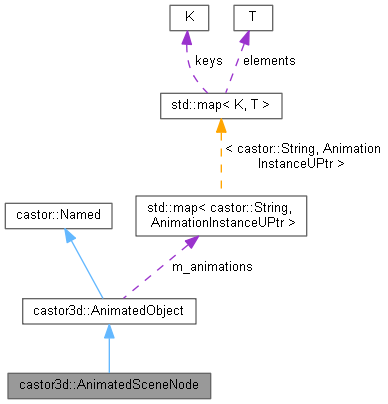 K
T
keys
elements
std::map< K, T >
< castor::String, Animation
InstanceUPtr >
castor::Named
std::map< castor::String,
AnimationInstanceUPtr >
m_animations
castor3d::AnimatedObject
castor3d::AnimatedSceneNode